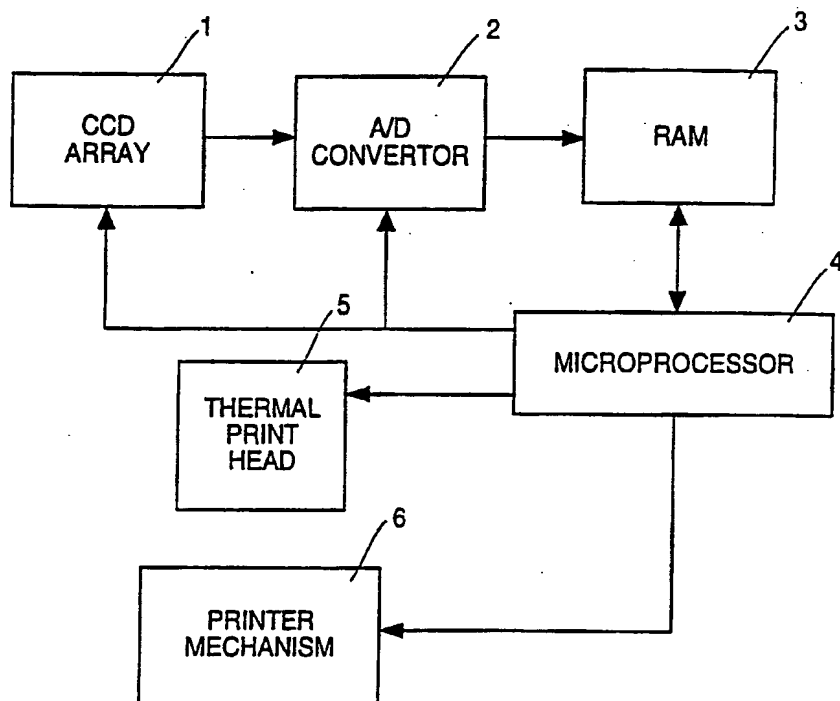 1
CCD
ARRAY
2
A/D
CONVERTOR
3
RAM
4
MICROPROCESSOR
5
THERMAL
PRINT
HEAD
6
PRINTER
MECHANISM